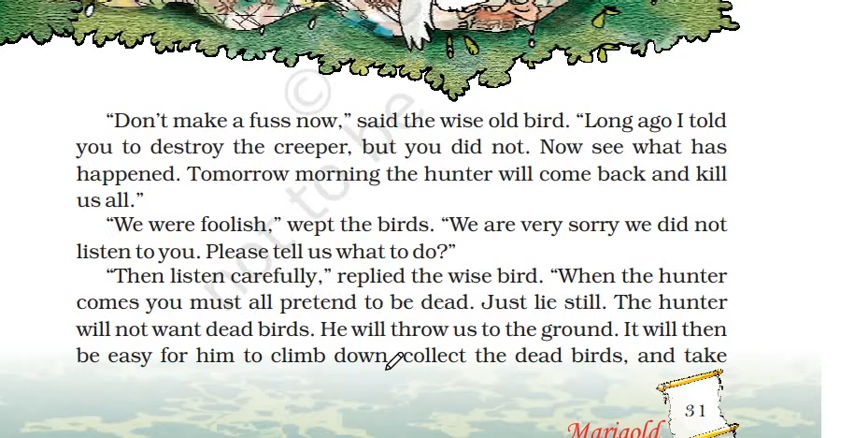 “Don’t make a fuss now,” said the wise old bird. “Long ago I told
you to destroy the creeper, but you did not. Now see what has
happened. Tomorrow morning the hunter will come back and kill
us all.”
“We were foolish,” wept the birds. “We are very sorry we did not
listen to you. Please tell us what to do?”
“Then listen carefully,” replied the wise bird. “When the hunter
comes you must all pretend to be dead. Just lie still. The hunter
will not want dead birds. He will throw us to the ground. It will then
be easy for him to climb down, collect the dead birds, and take
31
Marigold
©
not to be